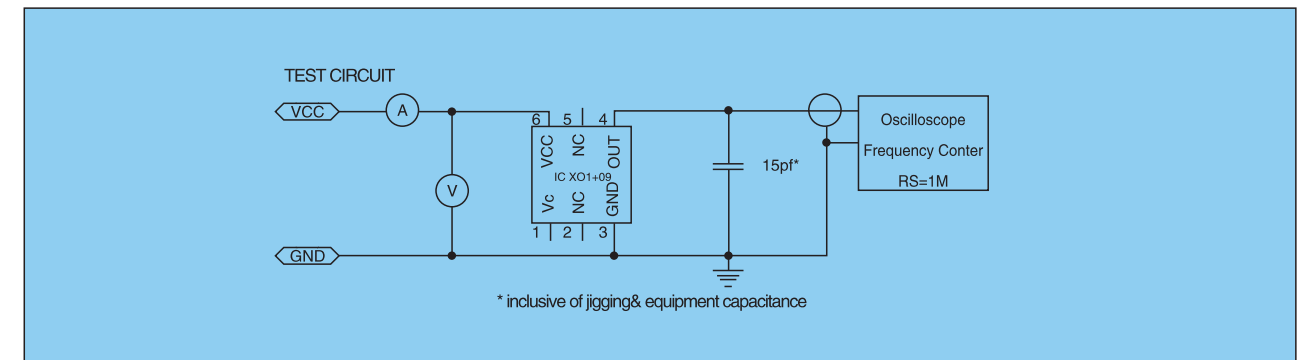 TEST CIRCUIT
VCC
A
6 5 4
VCC NC OUT
Oscilloscope
Frequency Conter
RS=1M
15pf*
IC XO1+09
V
Vc NC GND
1 2 3
GND
* inclusive of jigging& equipment capacitance